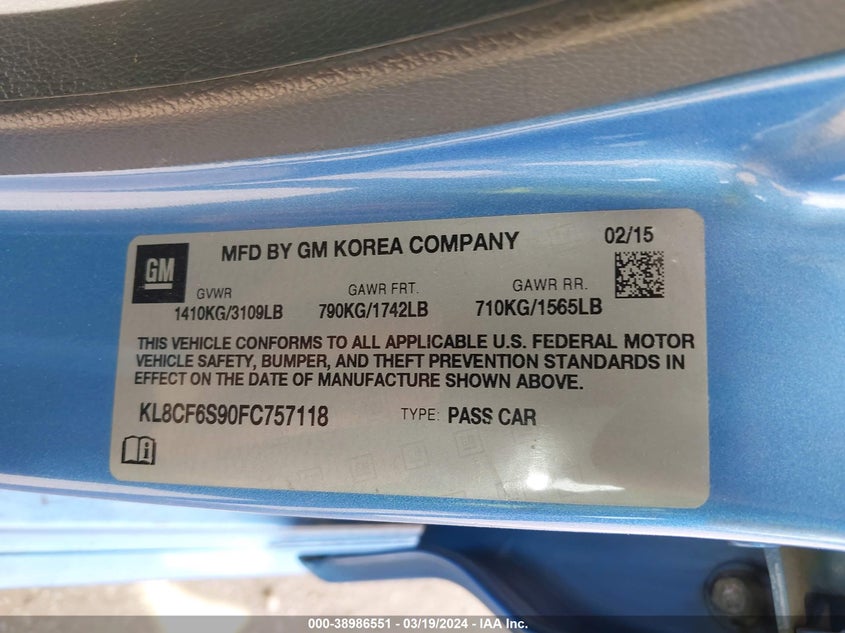 GM
MFD BY GM KOREA COMPANY 02/15
GVWR GAWR FRT. GAWR RR.
1410KG/3109LB 790KG/1742LB 710KG/1565LB
THIS VEHICLE CONFORMS TO ALL APPLICABLE U.S. FEDERAL MOTOR
VEHICLE SAFETY, BUMPER, AND THEFT PREVENTION STANDARDS IN
EFFECT ON THE DATE OF MANUFACTURE SHOWN ABOVE.
KL8CF6S90FC757118 TYPE: PASS CAR
000-38986551 - 03/19/2024 - IAA Inc.